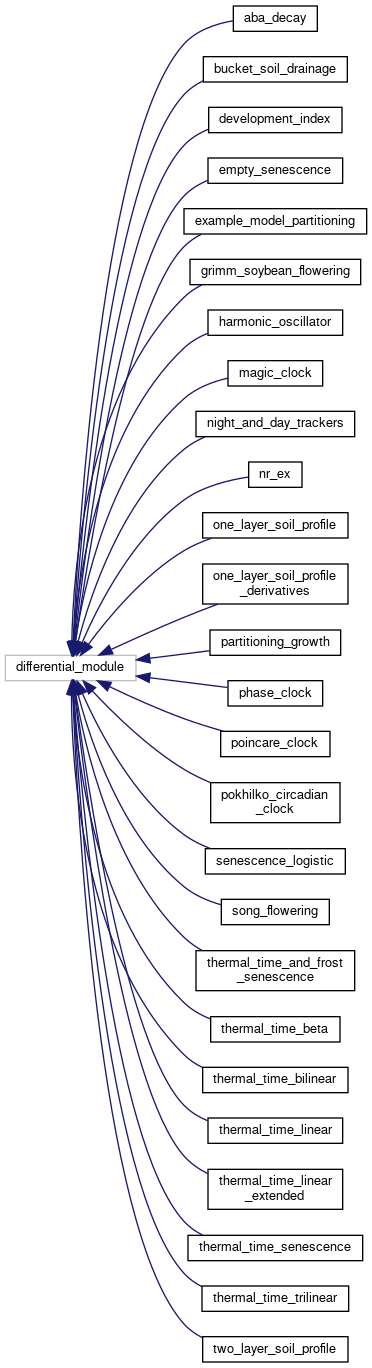 aba_decay
bucket_soil_drainage
development_index
empty_senescence
example_model_partitioning
grimm_soybean_flowering
harmonic_oscillator
magic_clock
night_and_day_trackers
nr_ex
one_layer_soil_profile
one_layer_soil_profile
_derivatives
partitioning_growth
differential_module
phase_clock
poincare_clock
pokhilko_circadian
_clock
senescence_logistic
song_flowering
thermal_time_and_frost
_senescence
thermal_time_beta
thermal_time_bilinear
thermal_time_linear
thermal_time_linear
_extended
thermal_time_senescence
thermal_time_trilinear
two_layer_soil_profile